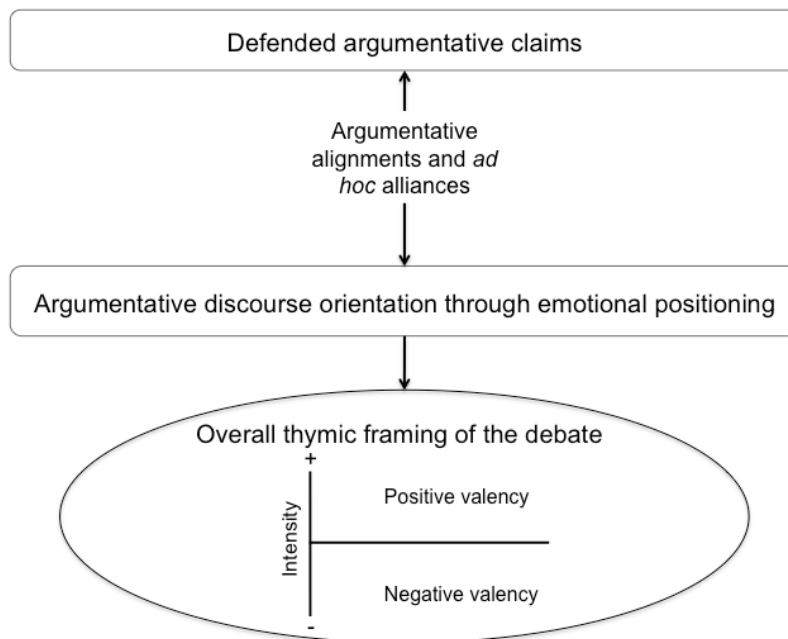 Defended argumentative claims
Argumentative
alignments and ad
hoc alliances
Argumentative discourse orientation through emotional positioning
Overall thymic framing of the debate
+
Positive valency
Intensity
Negative valency
-